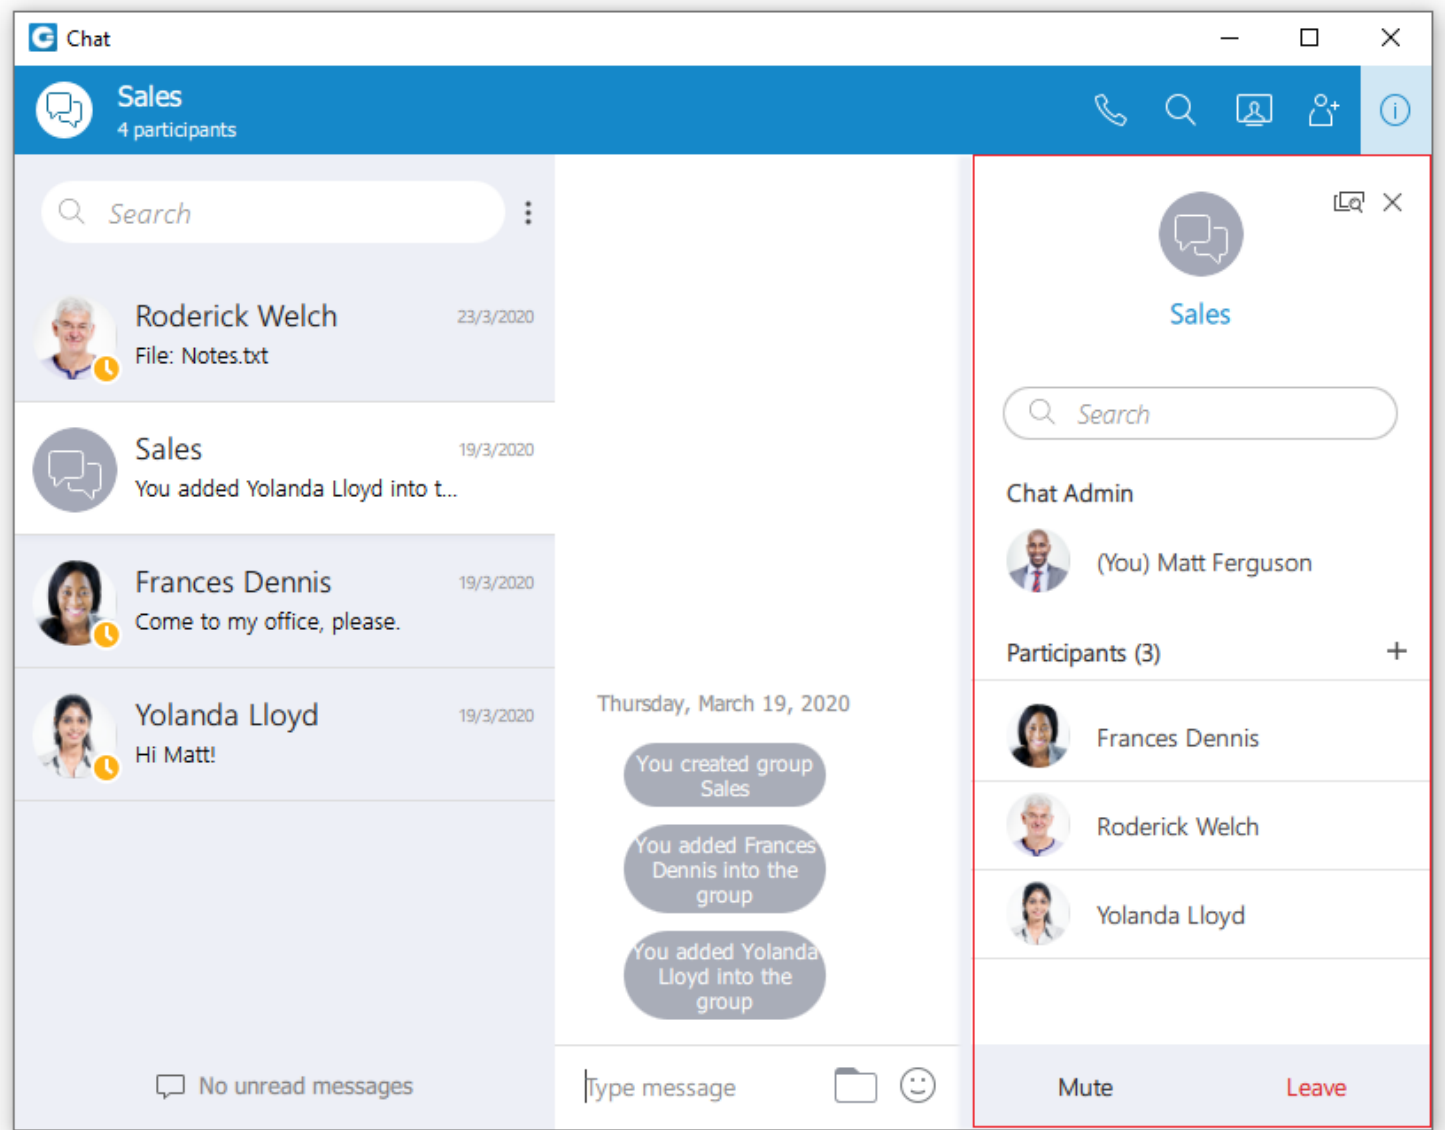 Chat
Sales
4 participants
Search
Roderick Welch
23/3/2020
File: Notes.txt
Sales
19/3/2020
You added Yolanda Lloyd into t...
Frances Dennis
19/3/2020
Come to my office, please.
Yolanda Lloyd
19/3/2020
Hi Matt!
No unread messages
Thursday, March 19, 2020
You created group
Sales
You added Frances
Dennis into the
group
You added Yolanda
Lloyd into the
group
Type message
Sales
Search
Chat Admin
(You) Matt Ferguson
Participants (3)
Frances Dennis
Roderick Welch
Yolanda Lloyd
Mute
Leave